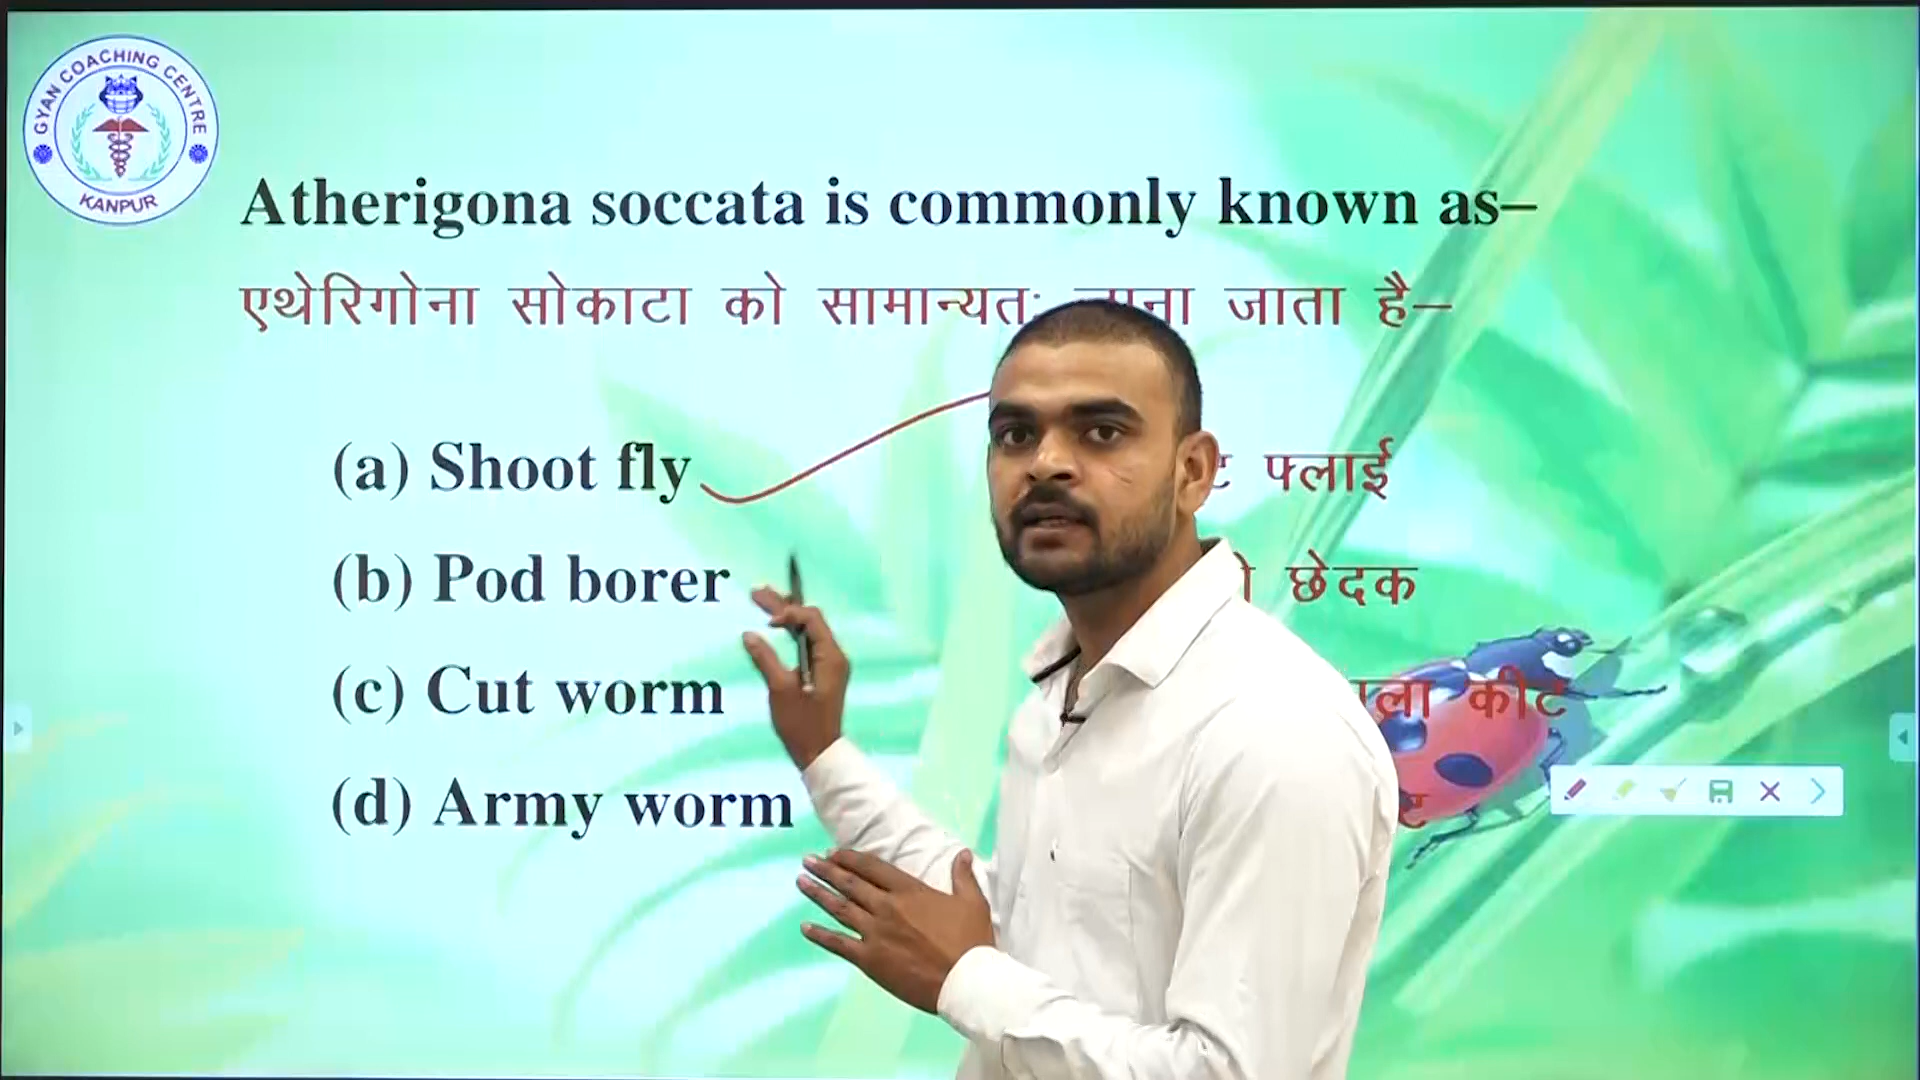 GYAN COACHING CENTRE
KANPUR
Atherigona soccata is commonly known as–
एथेरिगोना सोकाटा को सामान्यतः जाता है–
(a) Shoot fly फ्लाई
(b) Pod borer छेदक
(c) Cut worm कीट
(d) Army worm